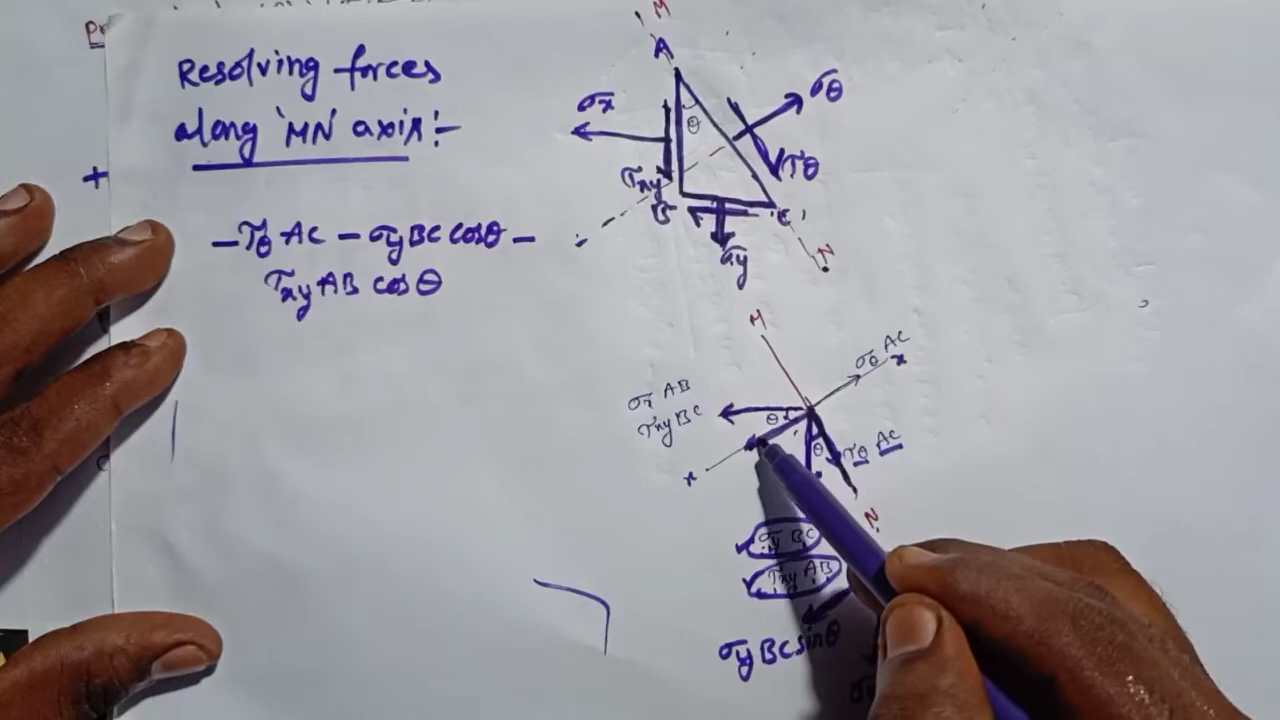 Resolving forces
along 'MN' axis:-
-τθ AC - σy BC cosθ -
τxy AB cosθ
M
A
σx
θ
σθ
τθ
τxy
B
C
σy
N
M
σθ AC
x
σx AB
τxy BC
θ
θ
τθ AC
x
N
σy BC
τxy AB
σy BC sinθ